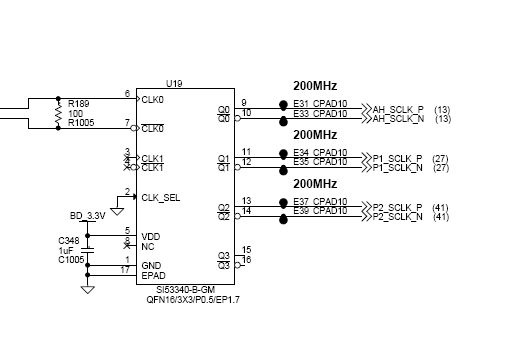 U19
200MHz
R189
100
R1005
6
CLK0
7
CLK0
Q0
9
E31 CPAD10
AH_SCLK_P
(13)
Q0
10
E33 CPAD10
AH_SCLK_N
(13)
200MHz
3
CLK1
CLK1
Q1
11
E34 CPAD10
P1_SCLK_P
(27)
Q1
12
E35 CPAD10
P1_SCLK_N
(27)
200MHz
2
CLK_SEL
Q2
13
E37 CPAD10
P2_SCLK_P
(41)
Q2
14
E39 CPAD10
P2_SCLK_N
(41)
BD_3.3V
C348
1uF
C1005
5
VDD
8
NC
1
GND
17
EPAD
Q3
15
Q3
16
SI53340-B-GM
QFN16/3X3/P0.5/EP1.7